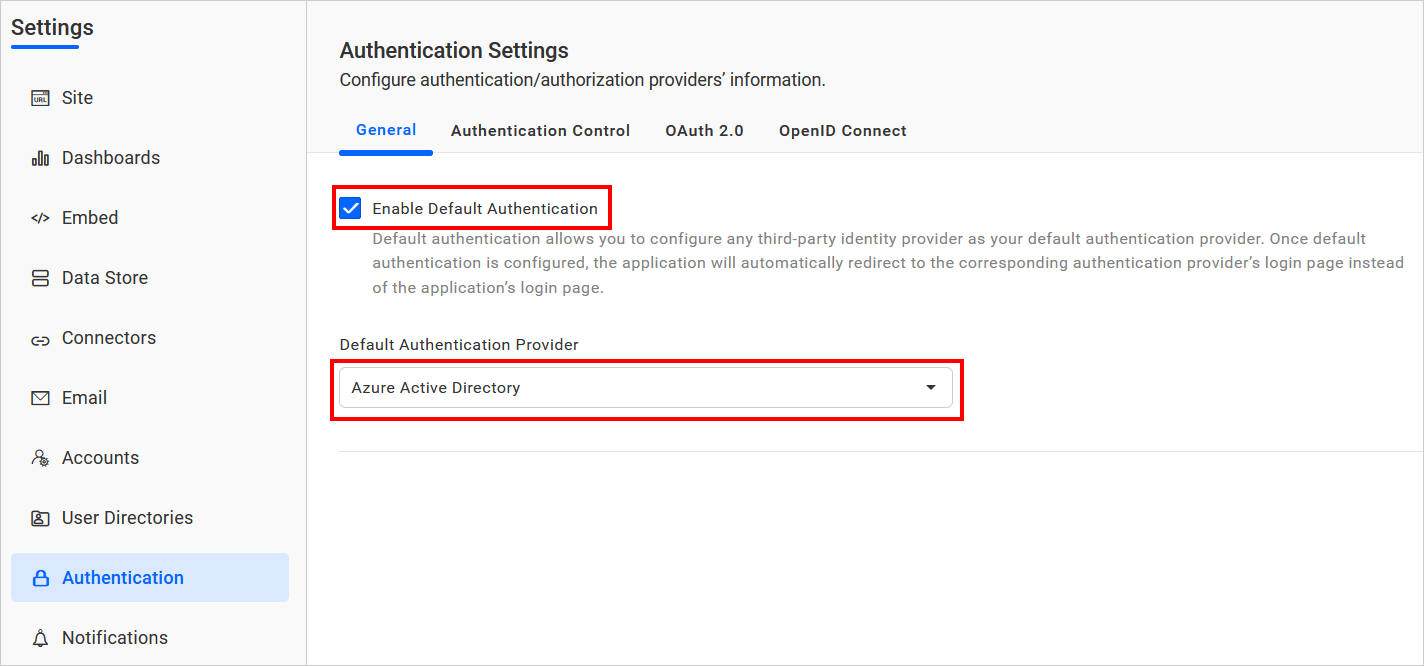 Settings
URL
Site
Dashboards
Embed
Data Store
Connectors
Email
Accounts
User Directories
Authentication
Notifications
Authentication Settings
Configure authentication/authorization providers’ information.
General
Authentication Control
OAuth 2.0
OpenID Connect
Enable Default Authentication
Default authentication allows you to configure any third-party identity provider as your default authentication provider. Once default
authentication is configured, the application will automatically redirect to the corresponding authentication provider’s login page instead
of the application’s login page.
Default Authentication Provider
Azure Active Directory